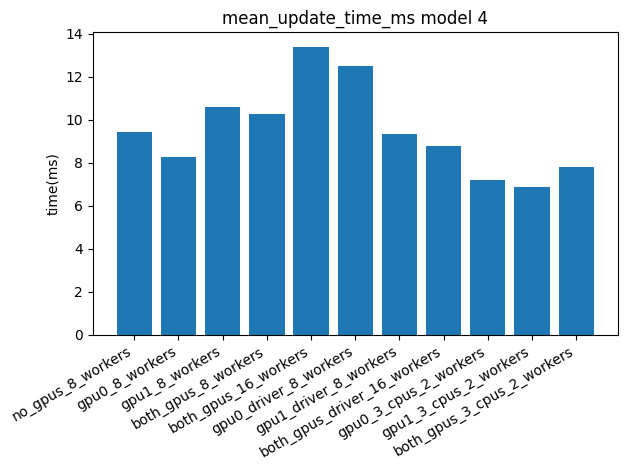 mean_update_time_ms model 4
time(ms)
14
12
10
8
6
4
2
0
no_gpus_8_workers
gpu0_8_workers
gpu1_8_workers
both_gpus_8_workers
both_gpus_16_workers
gpu0_driver_8_workers
gpu1_driver_8_workers
both_gpus_driver_16_workers
gpu0_3_cpus_2_workers
gpu1_3_cpus_2_workers
both_gpus_3_cpus_2_workers